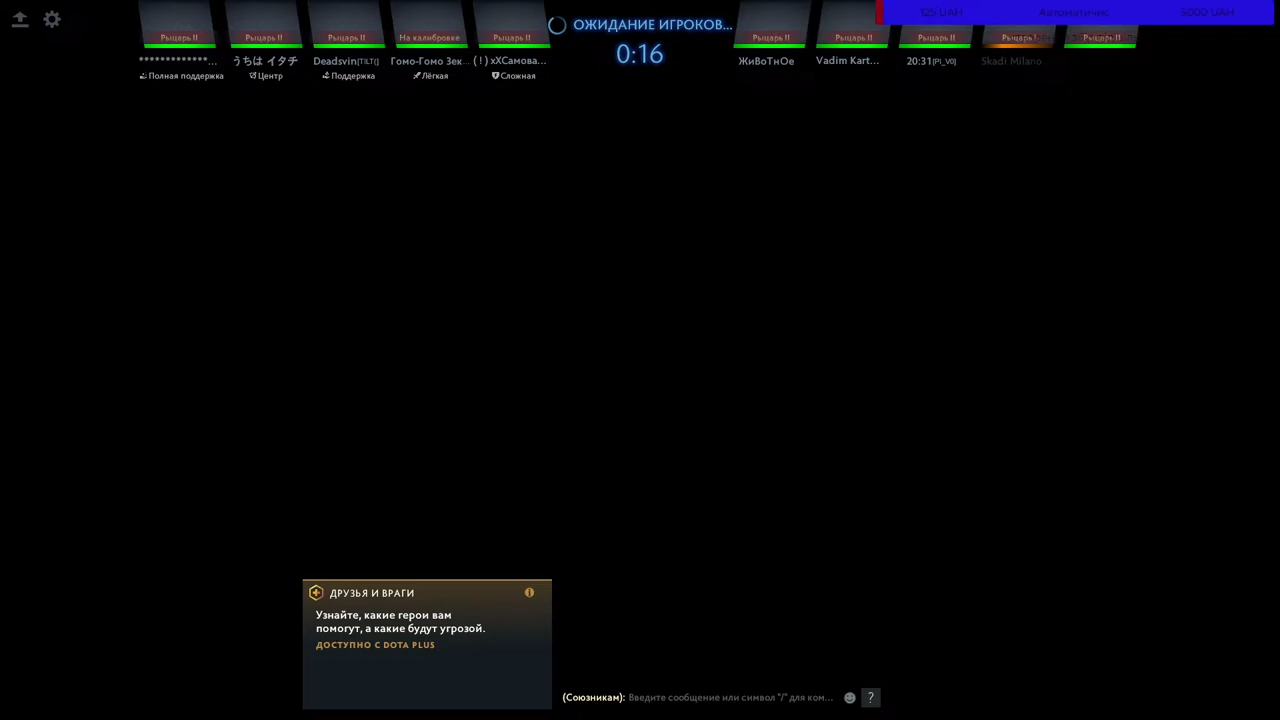 ОЖИДАНИЕ ИГРОКОВ...
0:16
125 UAH Автоматичис 5000 UAH
Рыцарь II Рыцарь II Рыцарь II На калибровке Рыцарь II Рыцарь II Рыцарь II Рыцарь II Рыцарь II Рыцарь II
*************... うちは イタチ Deadsvin[TILT(] Гомо-Гомо Зек... ( ! ) xXСамова... ЖиВоТнОе Vadim Kart... 20:31[PI_V0] Skadi Milano
Полная поддержка Центр Поддержка Лёгкая Сложная
ДРУЗЬЯ И ВРАГИ
Узнайте, какие герои вам
помогут, а какие будут угрозой.
ДОСТУПНО С DOTA PLUS
(Союзникам): Введите сообщение или символ "/" для ком...
?